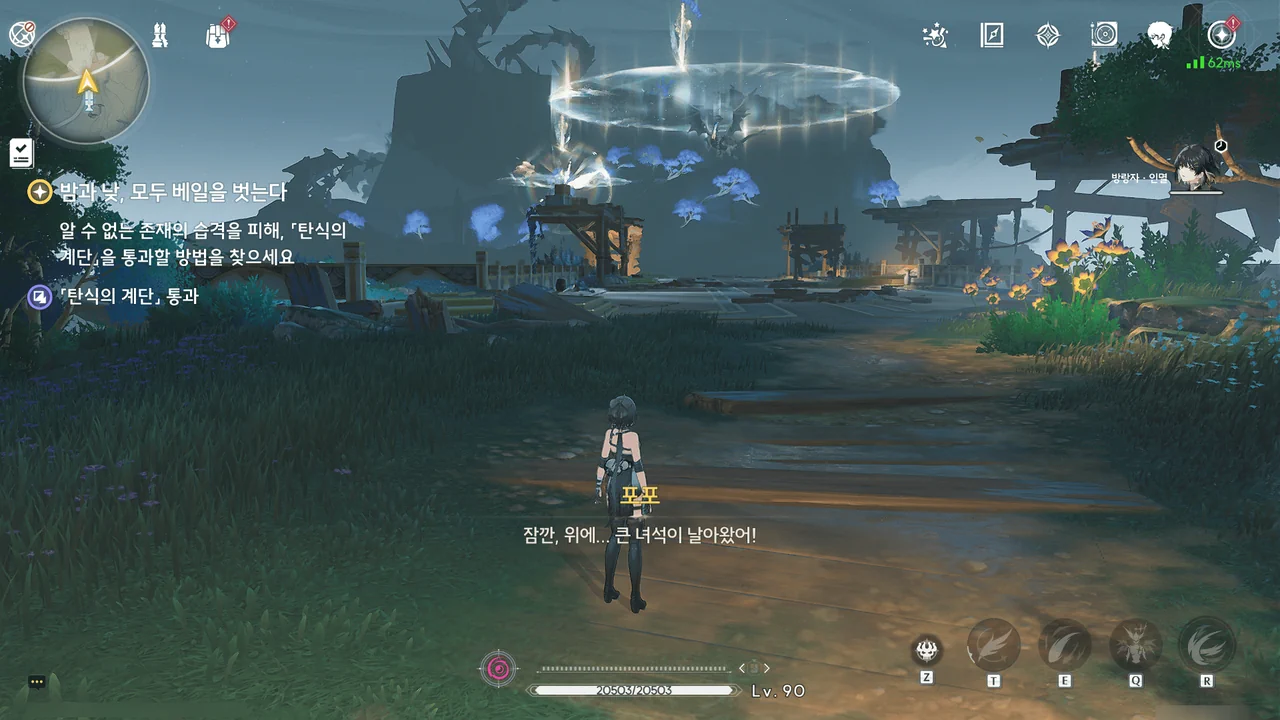 62ms
방랑자 · 인멸
밤과 낮, 모두 베일을 벗는다
알 수 없는 존재의 습격을 피해, 「탄식의
계단」을 통과할 방법을 찾으세요
「탄식의 계단」 통과
포포
잠깐, 위에... 큰 녀석이 날아왔어!
20503/20503
Lv. 90
Z
T
E
Q
R